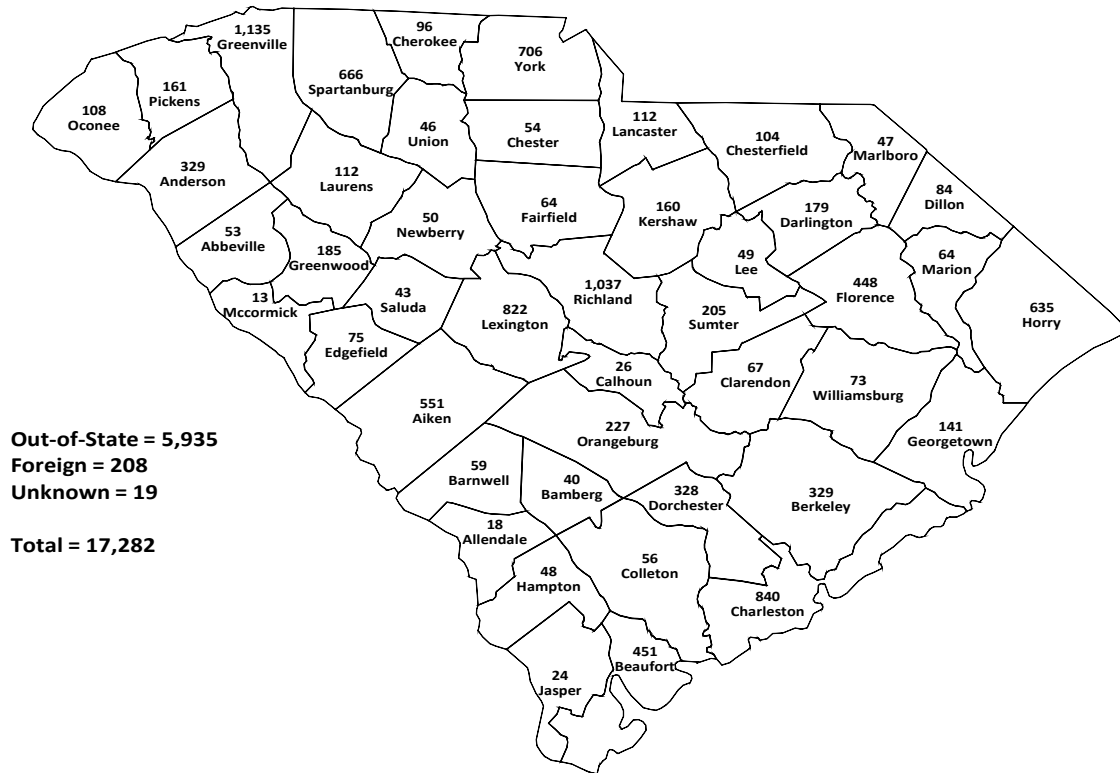 1,135
Greenville
96
Cherokee
706
York
666
Spartanburg
161
Pickens
108
Oconee
46
Union
54
Chester
112
Lancaster
104
Chesterfield
47
Marlboro
329
Anderson
112
Laurens
84
Dillon
50
Newberry
64
Fairfield
160
Kershaw
179
Darlington
53
Abbeville
185
Greenwood
49
Lee
64
Marion
13
Mccormick
43
Saluda
822
Lexington
1,037
Richland
205
Sumter
448
Florence
635
Horry
75
Edgefield
26
Calhoun
67
Clarendon
73
Williamsburg
551
Aiken
227
Orangeburg
141
Georgetown
Out-of-State = 5,935
Foreign = 208
Unknown = 19
Total = 17,282
59
Barnwell
40
Bamberg
328
Dorchester
329
Berkeley
18
Allendale
56
Colleton
48
Hampton
840
Charleston
451
Beaufort
24
Jasper